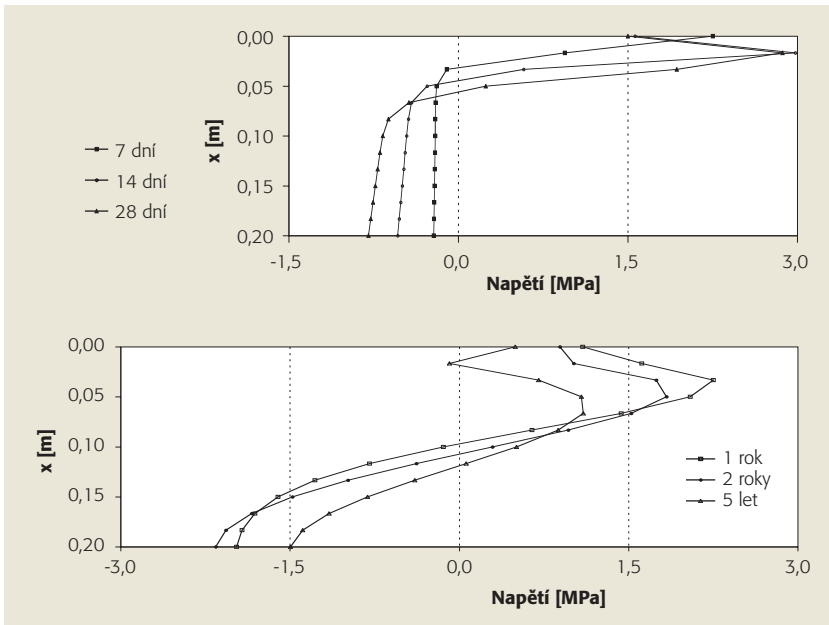 0,00
0,05
0,10
0,15
0,20
x [m]
-1,5 0,0 1,5 3,0
Napětí [MPa]
7 dní
14 dní
28 dní
0,00
0,05
0,10
0,15
0,20
x [m]
-3,0 -1,5 0,0 1,5 3,0
Napětí [MPa]
1 rok
2 roky
5 let